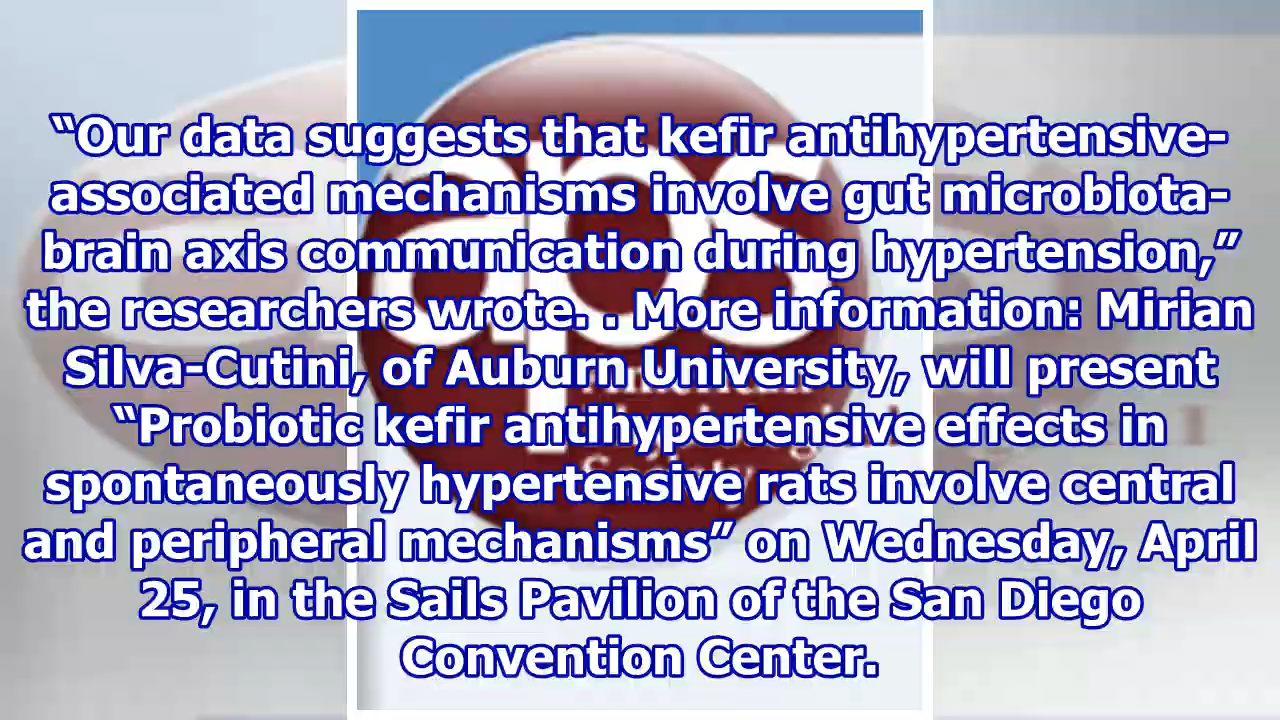 “Our data suggests that kefir antihypertensive-
associated mechanisms involve gut microbiota-
brain axis communication during hypertension,”
the researchers wrote. . More information: Mirian
Silva-Cutini, of Auburn University, will present
“Probiotic kefir antihypertensive effects in
spontaneously hypertensive rats involve central
and peripheral mechanisms” on Wednesday, April
25, in the Sails Pavilion of the San Diego
Convention Center.
aps
Society